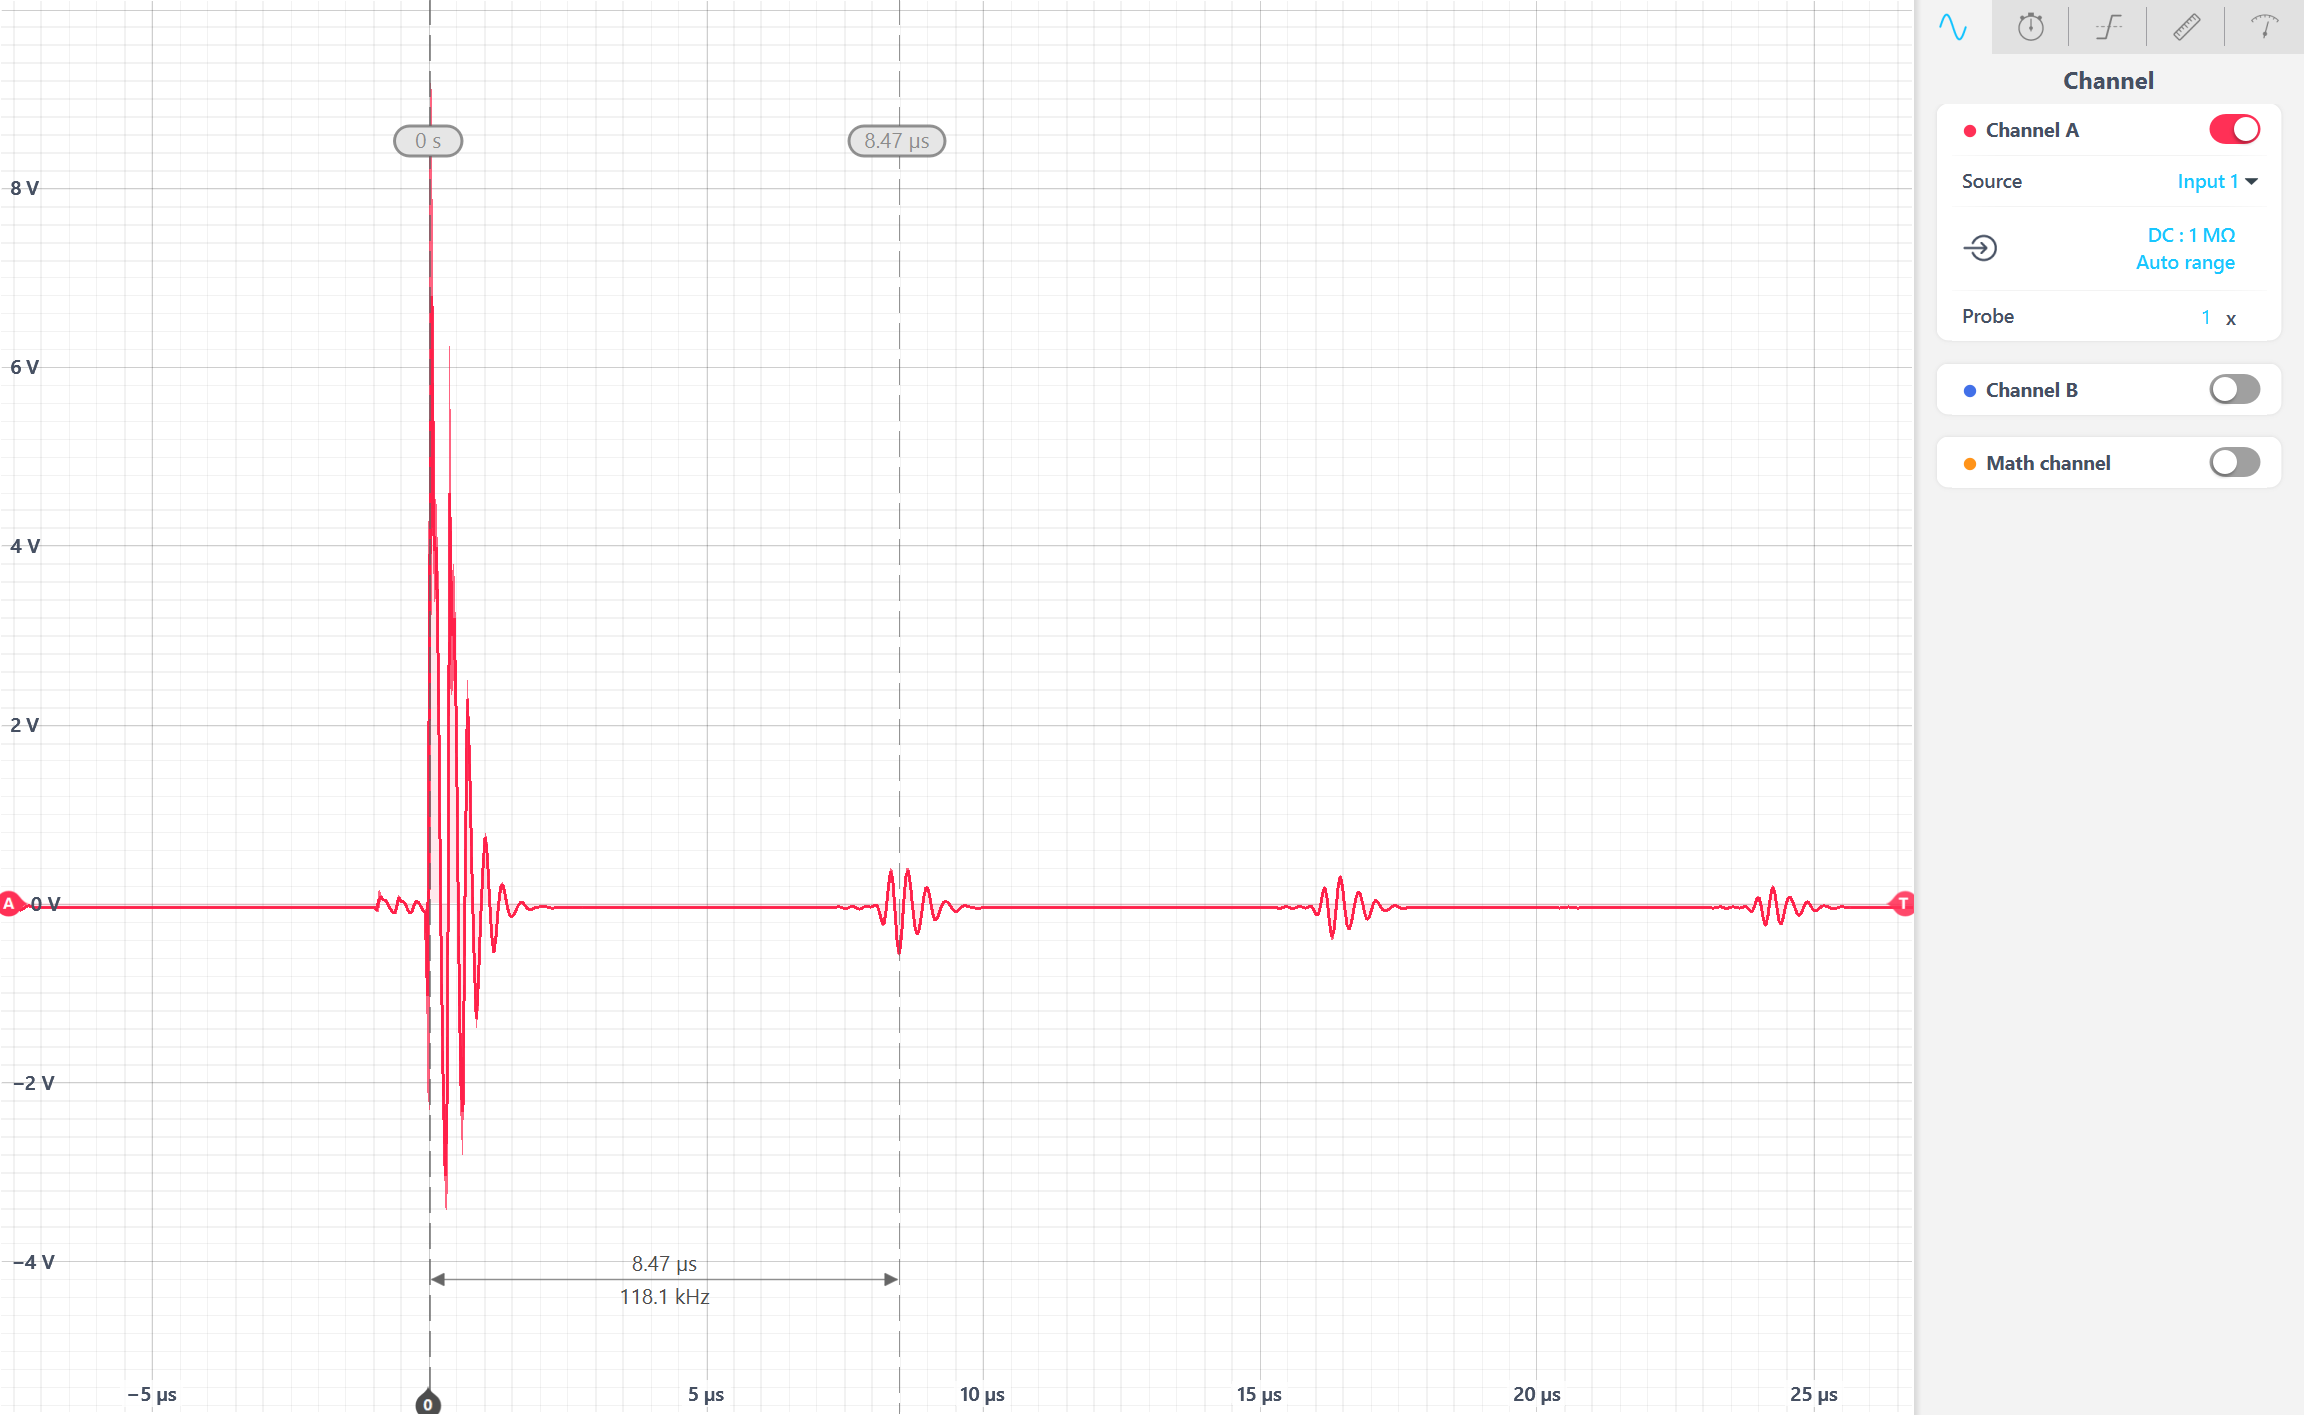 Channel
0 s
8.47 µs
Channel A
8 V
Source
Input 1
DC : 1 MΩ
Auto range
Probe
1 x
6 V
Channel B
Math channel
4 V
2 V
A
0 V
T
−2 V
−4 V
8.47 µs
118.1 kHz
−5 µs
0
5 µs
10 µs
15 µs
20 µs
25 µs